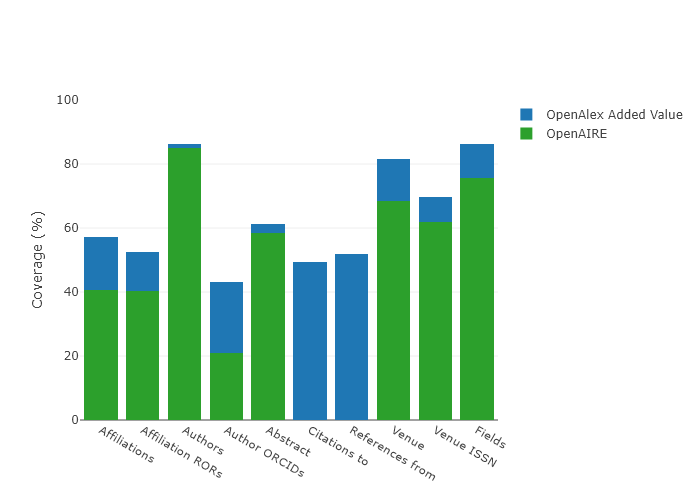 OpenAlex Added Value
OpenAIRE
Coverage (%)
100
80
60
40
20
0
Affiliations
Affiliation RORs
Authors
Author ORCIDs
Abstract
Citations to
References from
Venue
Venue ISSN
Fields